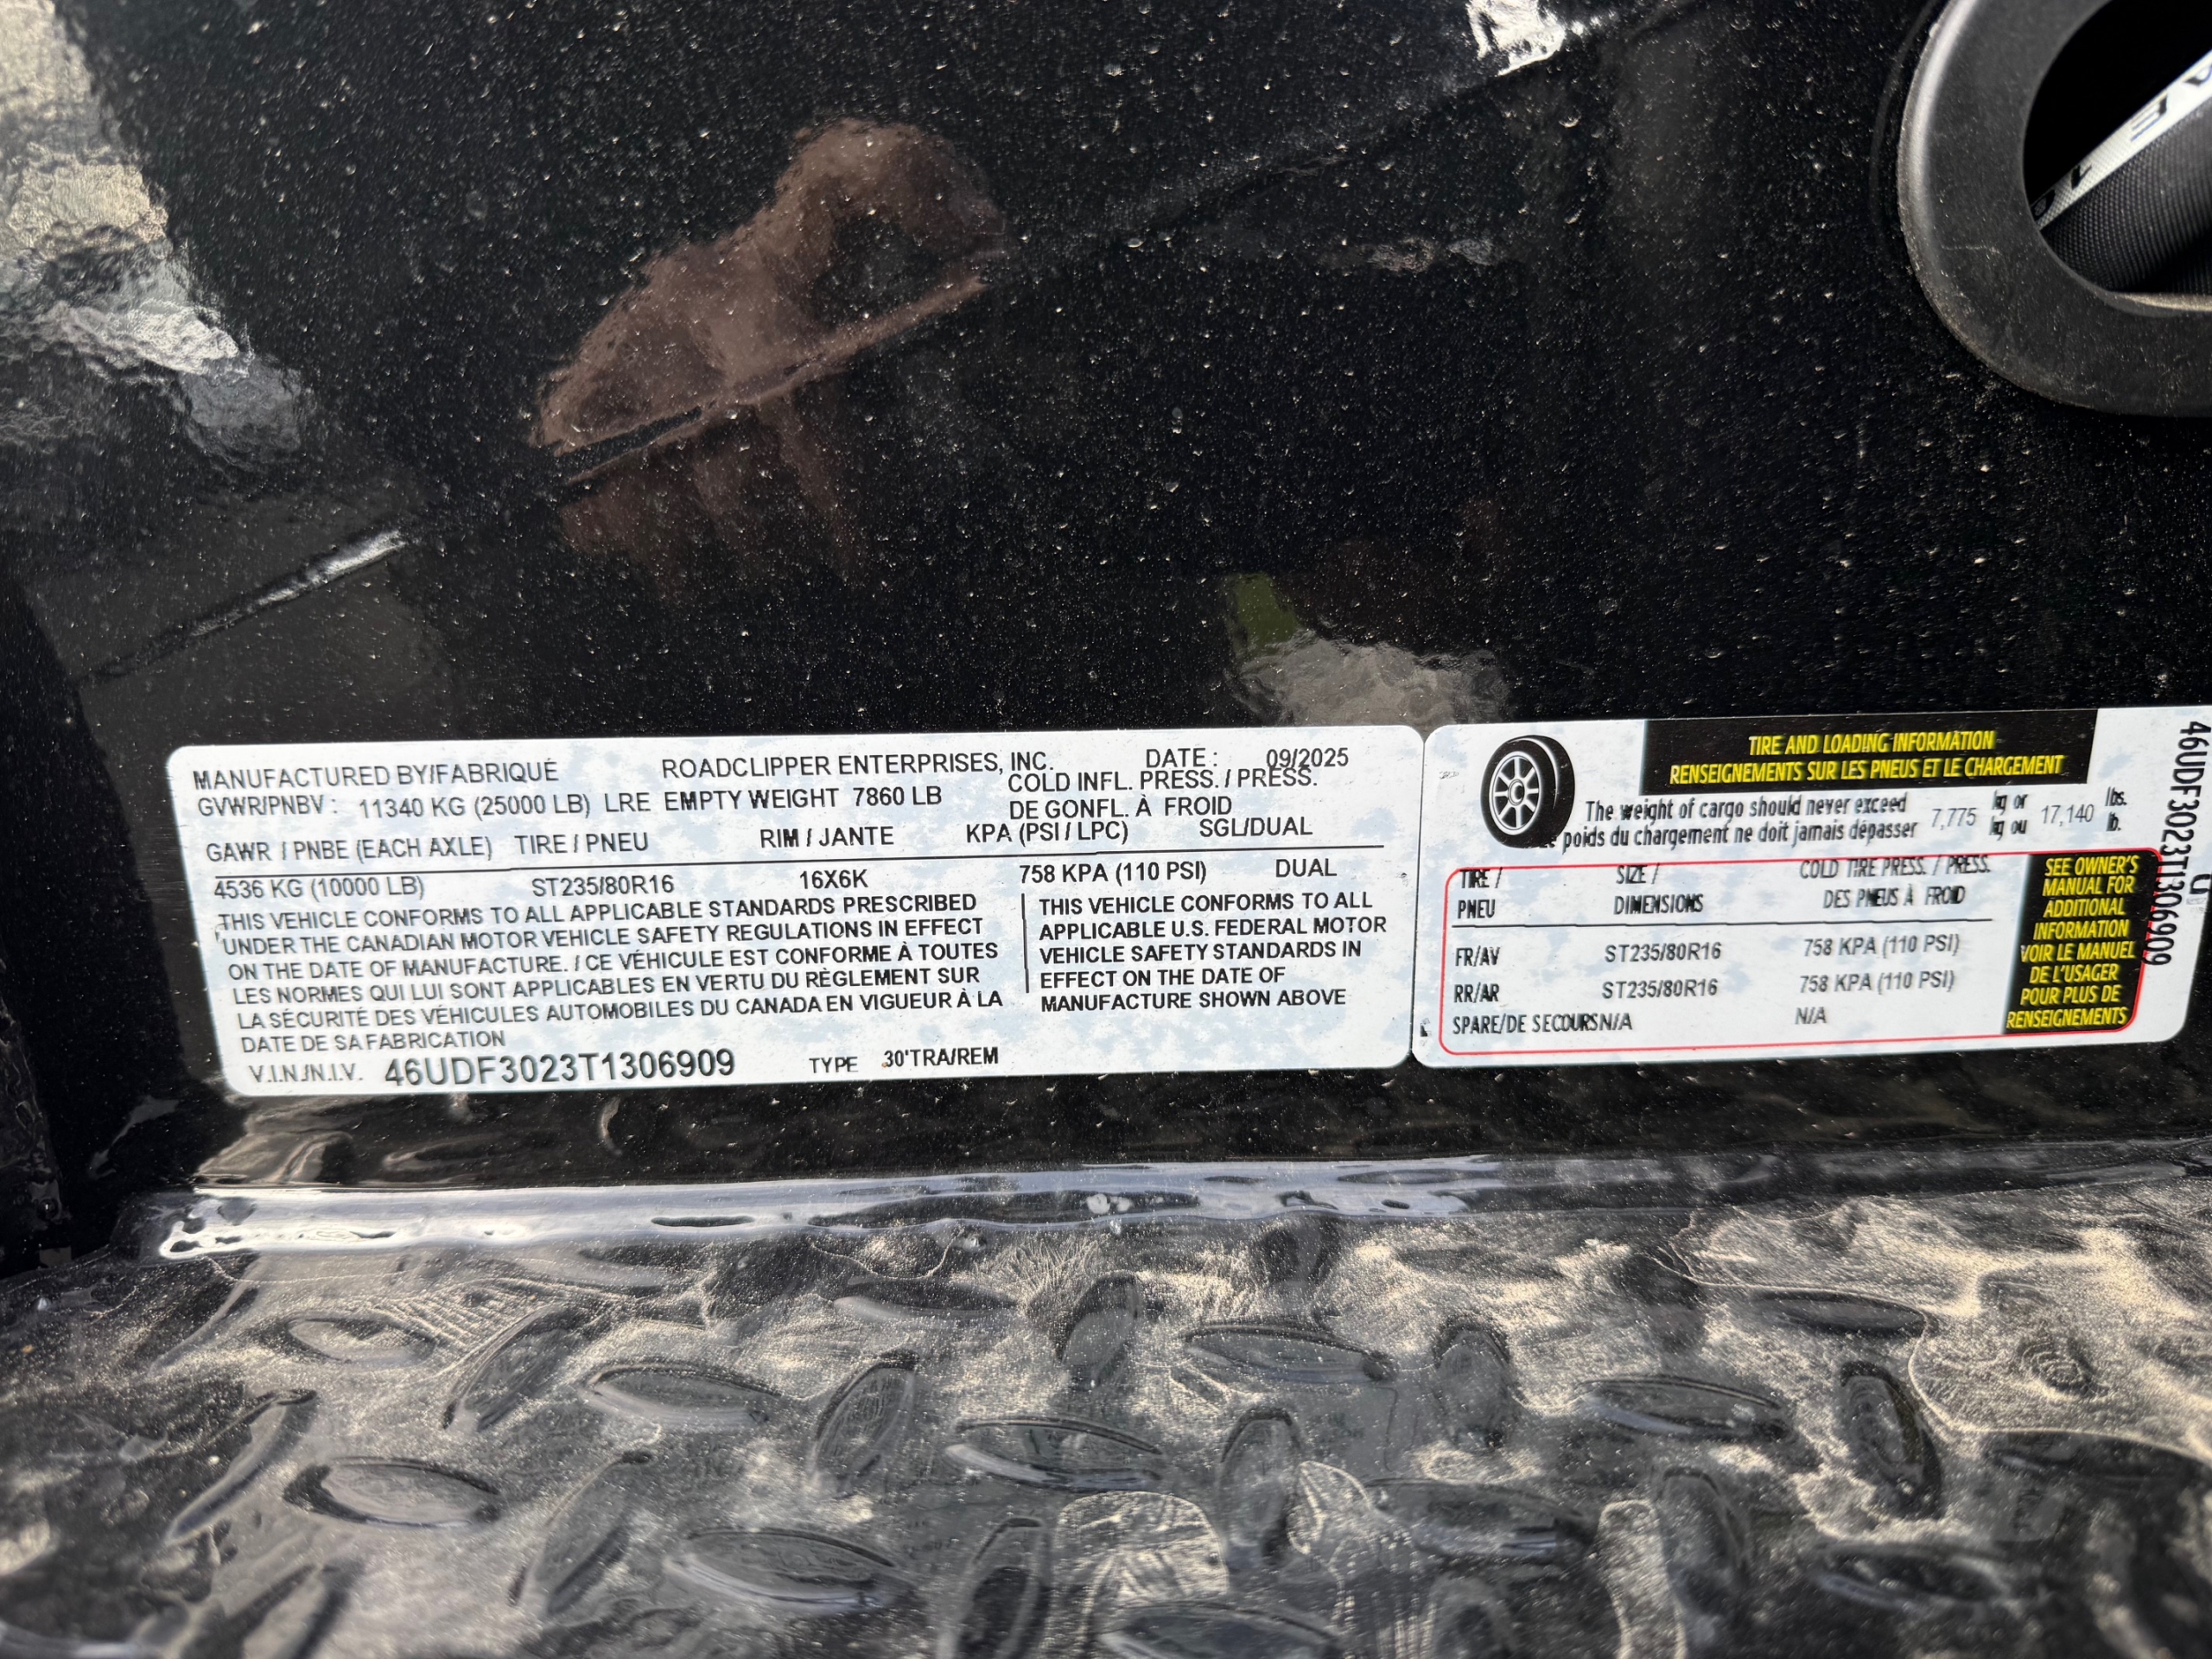 MANUFACTURED BY/FABRIQUÉ ROADCLIPPER ENTERPRISES, INC. DATE : 09/2025
GVWR/PNBV : 11340 KG (25000 LB) LRE EMPTY WEIGHT 7860 LB
COLD INFL. PRESS. / PRESS.
DE GONFL. À FROID
GAWR / PNBE (EACH AXLE) TIRE / PNEU RIM / JANTE KPA (PSI / LPC) SGL/DUAL
4536 KG (10000 LB) ST235/80R16 16X6K 758 KPA (110 PSI) DUAL
THIS VEHICLE CONFORMS TO ALL APPLICABLE STANDARDS PRESCRIBED
UNDER THE CANADIAN MOTOR VEHICLE SAFETY REGULATIONS IN EFFECT
ON THE DATE OF MANUFACTURE. / CE VÉHICULE EST CONFORME À TOUTES
LES NORMES QUI LUI SONT APPLICABLES EN VERTU DU RÈGLEMENT SUR
LA SÉCURITÉ DES VÉHICULES AUTOMOBILES DU CANADA EN VIGUEUR À LA
DATE DE SA FABRICATION
THIS VEHICLE CONFORMS TO ALL
APPLICABLE U.S. FEDERAL MOTOR
VEHICLE SAFETY STANDARDS IN
EFFECT ON THE DATE OF
MANUFACTURE SHOWN ABOVE
V.I.N./N.I.V. 46UDF3023T1306909 TYPE 30'TRA/REM
TIRE AND LOADING INFORMATION
RENSEIGNEMENTS SUR LES PNEUS ET LE CHARGEMENT
The weight of cargo should never exceed 7,775 kg or 17,140 lbs.
Le poids du chargement ne doit jamais dépasser kg ou lb.
TIRE / SIZE / COLD TIRE PRESS. / PRESS.
PNEU DIMENSIONS DES PNEUS À FROID
FR/AV ST235/80R16 758 KPA (110 PSI)
RR/AR ST235/80R16 758 KPA (110 PSI)
SPARE/DE SECOURS N/A N/A
SEE OWNER'S
MANUAL FOR
ADDITIONAL
INFORMATION
VOIR LE MANUEL
DE L'USAGER
POUR PLUS DE
RENSEIGNEMENTS
46UDF3023T1306909